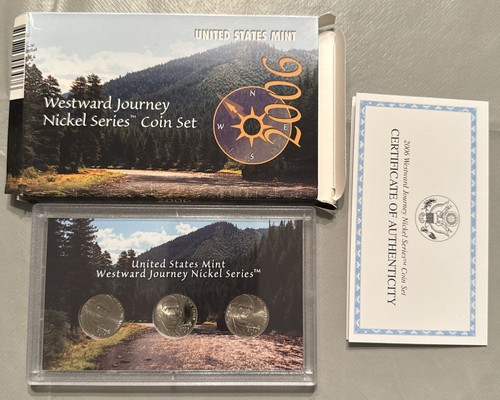 UNITED STATES MINT
Westward Journey
Nickel Series™ Coin Set
2006
N
W
E
S
2006
United States Mint
Westward Journey Nickel Series™
2006 Westward Journey Nickel Series™ Coin Set
CERTIFICATE OF AUTHENTICITY